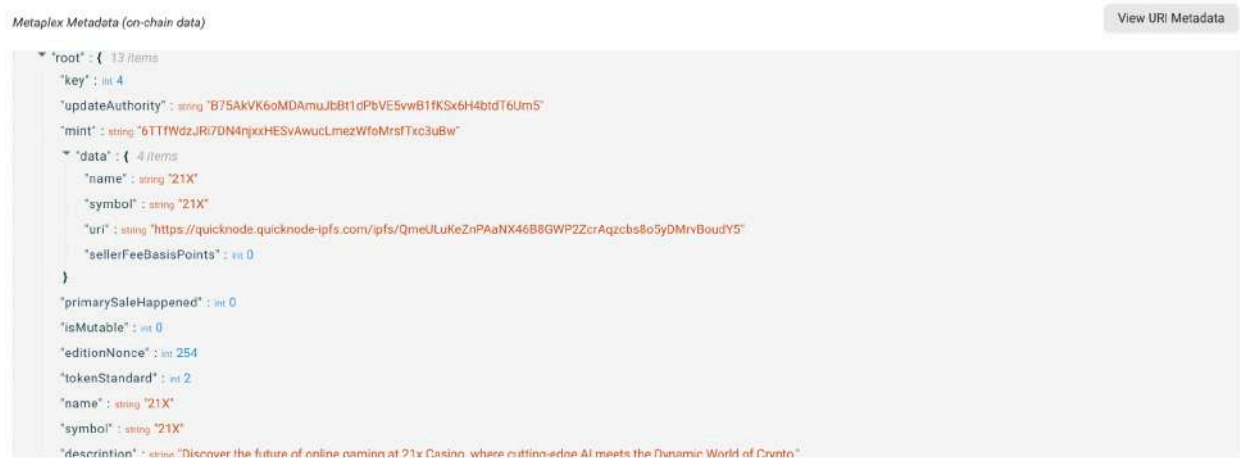 Metaplex Metadata (on-chain data)
View URI Metadata
"root" : { 13 items
"key" : int 4
"updateAuthority" : string "B75AkVK6oMDAmuJbBt1dPbVE5vwB1fKSx6H4btdT6Um5"
"mint" : string "6TTfWdzJRi7DN4njxxHESvAwucLmezWfoMrsfTxc3uBw"
"data" : { 4 items
"name" : string "21X"
"symbol" : string "21X"
"uri" : string "https://quicknode.quicknode-ipfs.com/ipfs/QmeULuKeZnPAaNX46B8GWP2ZcrAqzcbs8o5yDMrvBoudY5"
"sellerFeeBasisPoints" : int 0
}
"primarySaleHappened" : int 0
"isMutable" : int 0
"editionNonce" : int 254
"tokenStandard" : int 2
"name" : string "21X"
"symbol" : string "21X"
"description" : string "Discover the future of online gaming at 21x Casino, where cutting-edge AI meets the Dynamic World of Crypto."